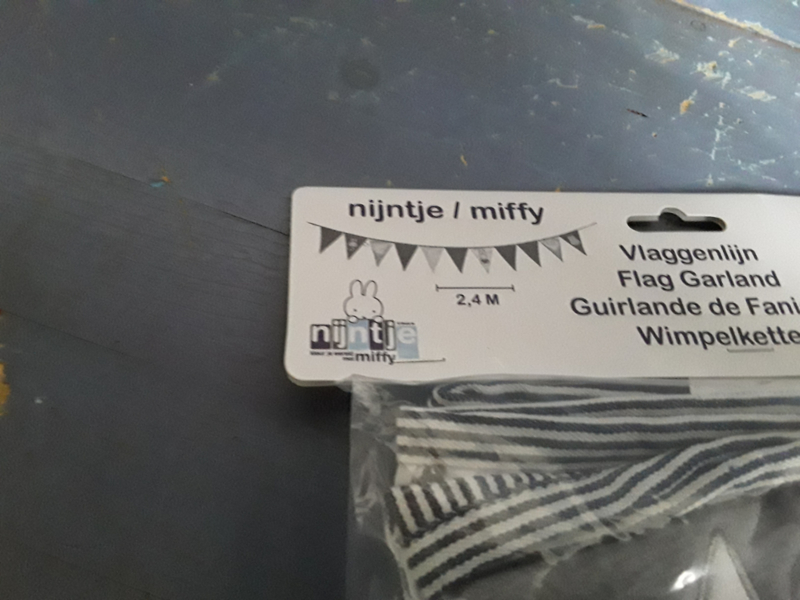 nijntje / miffy
Vlaggenlijn
Flag Garland
Guirlande de Fani
Wimpelkette
2,4 M
nijntje
miffy